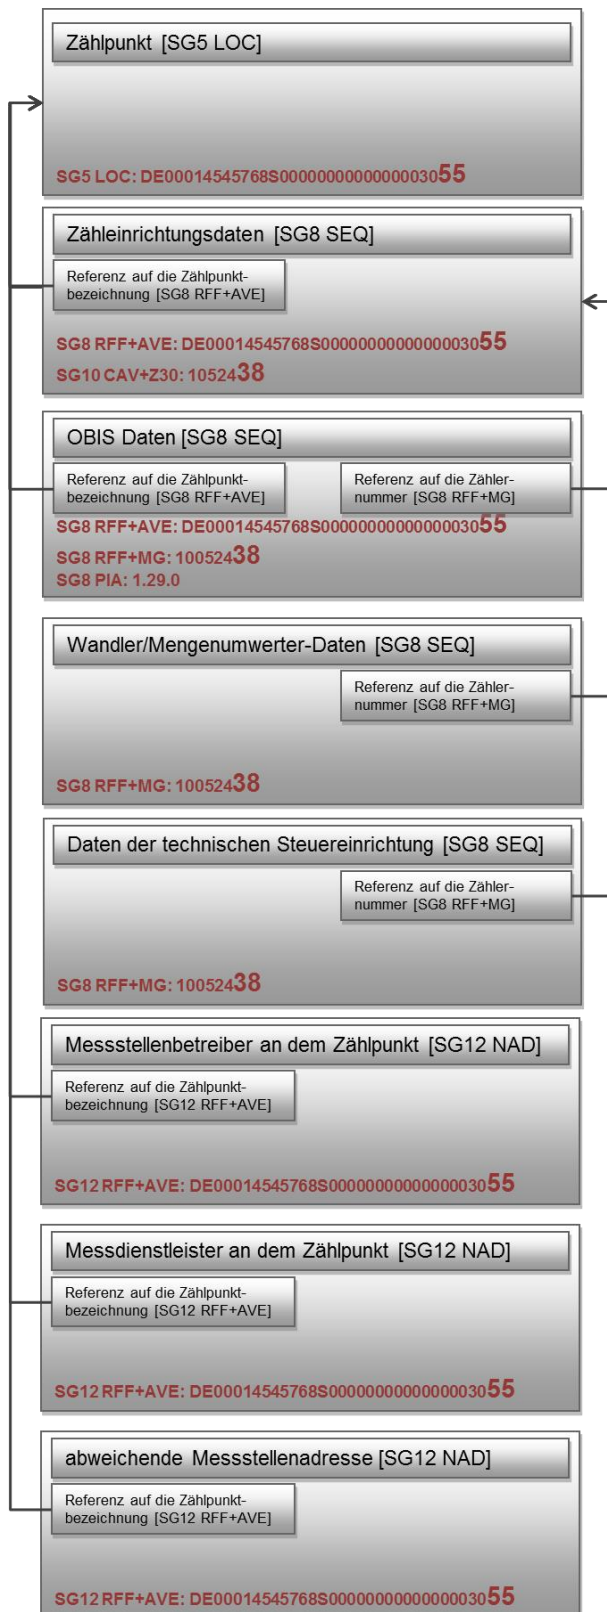 Zählpunkt [SG5 LOC]
SG5 LOC: DE00014545768S0000000000000003055
Zähleinrichtungsdaten [SG8 SEQ]
Referenz auf die Zählpunkt-
bezeichnung [SG8 RFF+AVE]
SG8 RFF+AVE: DE00014545768S0000000000000003055
SG10 CAV+Z30: 1052438
OBIS Daten [SG8 SEQ]
Referenz auf die Zählpunkt-
bezeichnung [SG8 RFF+AVE]
Referenz auf die Zähler-
nummer [SG8 RFF+MG]
SG8 RFF+AVE: DE00014545768S0000000000000003055
SG8 RFF+MG: 10052438
SG8 PIA: 1.29.0
Wandler/Mengenumwerter-Daten [SG8 SEQ]
Referenz auf die Zähler-
nummer [SG8 RFF+MG]
SG8 RFF+MG: 10052438
Daten der technischen Steuereinrichtung [SG8 SEQ]
Referenz auf die Zähler-
nummer [SG8 RFF+MG]
SG8 RFF+MG: 10052438
Messstellenbetreiber an dem Zählpunkt [SG12 NAD]
Referenz auf die Zählpunkt-
bezeichnung [SG12 RFF+AVE]
SG12 RFF+AVE: DE00014545768S0000000000000003055
Messdienstleister an dem Zählpunkt [SG12 NAD]
Referenz auf die Zählpunkt-
bezeichnung [SG12 RFF+AVE]
SG12 RFF+AVE: DE00014545768S0000000000000003055
abweichende Messstellenadresse [SG12 NAD]
Referenz auf die Zählpunkt-
bezeichnung [SG12 RFF+AVE]
SG12 RFF+AVE: DE00014545768S0000000000000003055